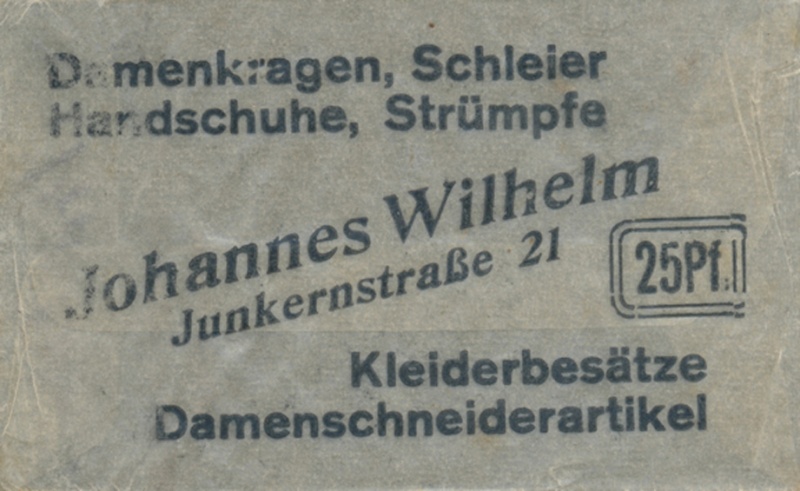 Damenkragen, Schleier
Handschuhe, Strümpfe
Johannes Wilhelm
Junkernstraße 21
25Pf.
Kleiderbesätze
Damenschneiderartikel